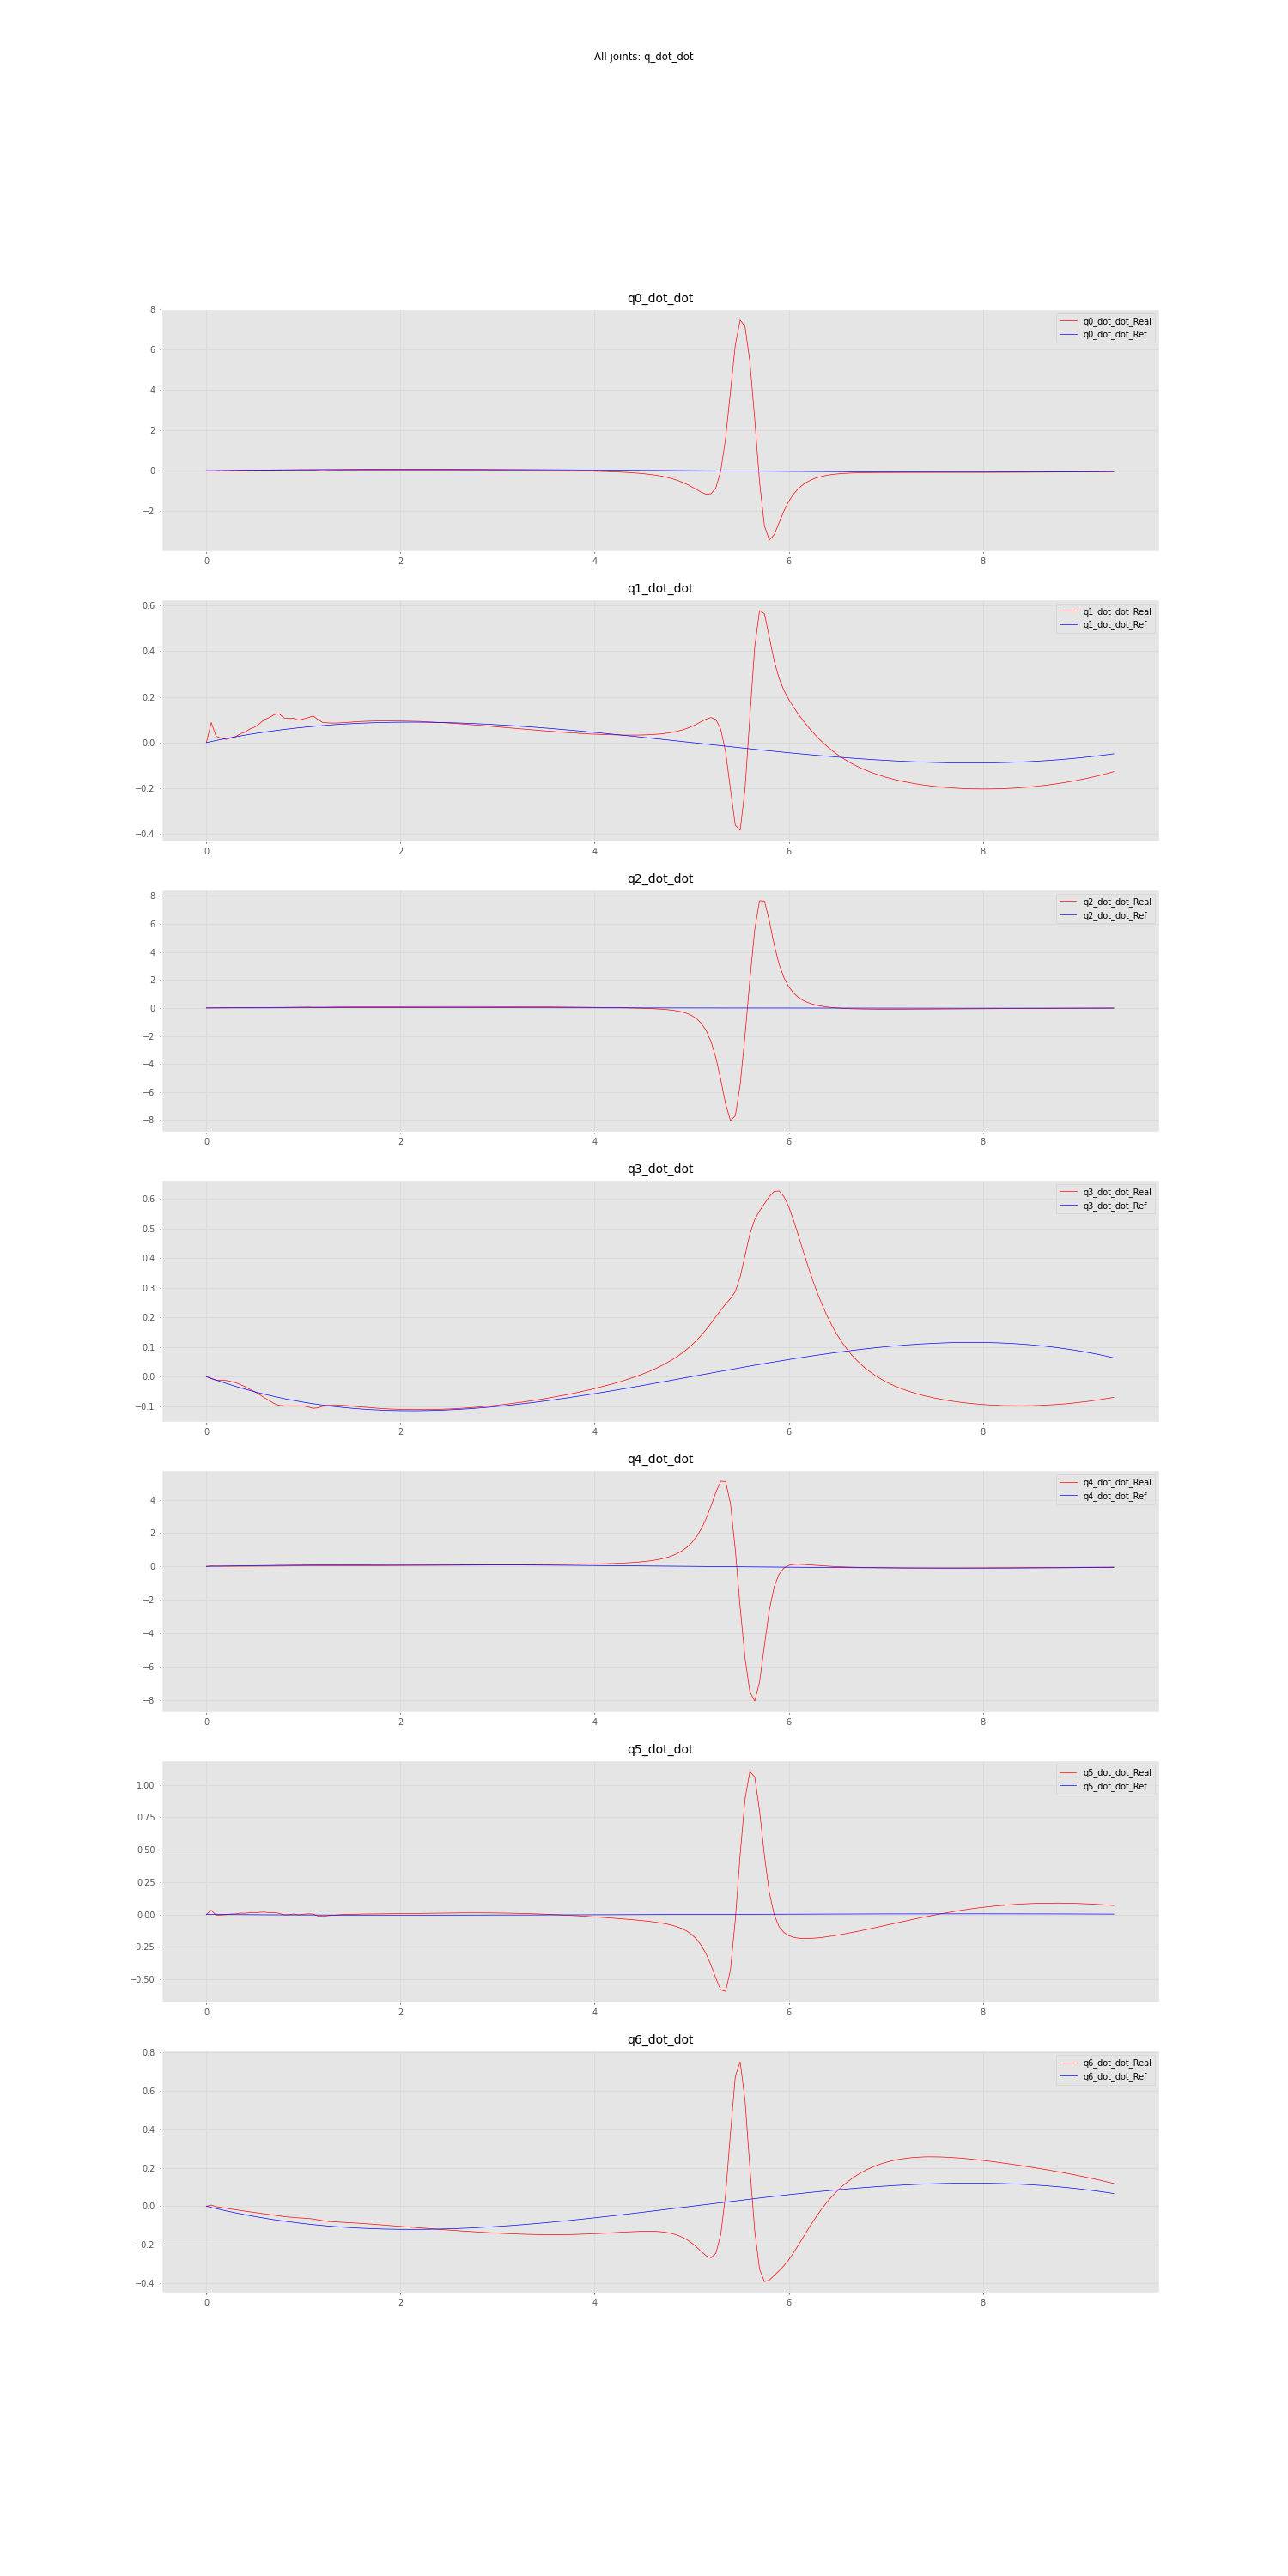 All joints: q_dot_dot
q0_dot_dot
8
6
4
2
0
−2
q0_dot_dot_Real
q0_dot_dot_Ref
0 2 4 6 8
q1_dot_dot
0.6
0.4
0.2
0.0
−0.2
−0.4
q1_dot_dot_Real
q1_dot_dot_Ref
0 2 4 6 8
q2_dot_dot
8
6
4
2
0
−2
−4
−6
−8
q2_dot_dot_Real
q2_dot_dot_Ref
0 2 4 6 8
q3_dot_dot
0.6
0.5
0.4
0.3
0.2
0.1
0.0
−0.1
q3_dot_dot_Real
q3_dot_dot_Ref
0 2 4 6 8
q4_dot_dot
4
2
0
−2
−4
−6
−8
q4_dot_dot_Real
q4_dot_dot_Ref
0 2 4 6 8
q5_dot_dot
1.00
0.75
0.50
0.25
0.00
−0.25
−0.50
q5_dot_dot_Real
q5_dot_dot_Ref
0 2 4 6 8
q6_dot_dot
0.8
0.6
0.4
0.2
0.0
−0.2
−0.4
q6_dot_dot_Real
q6_dot_dot_Ref
0 2 4 6 8